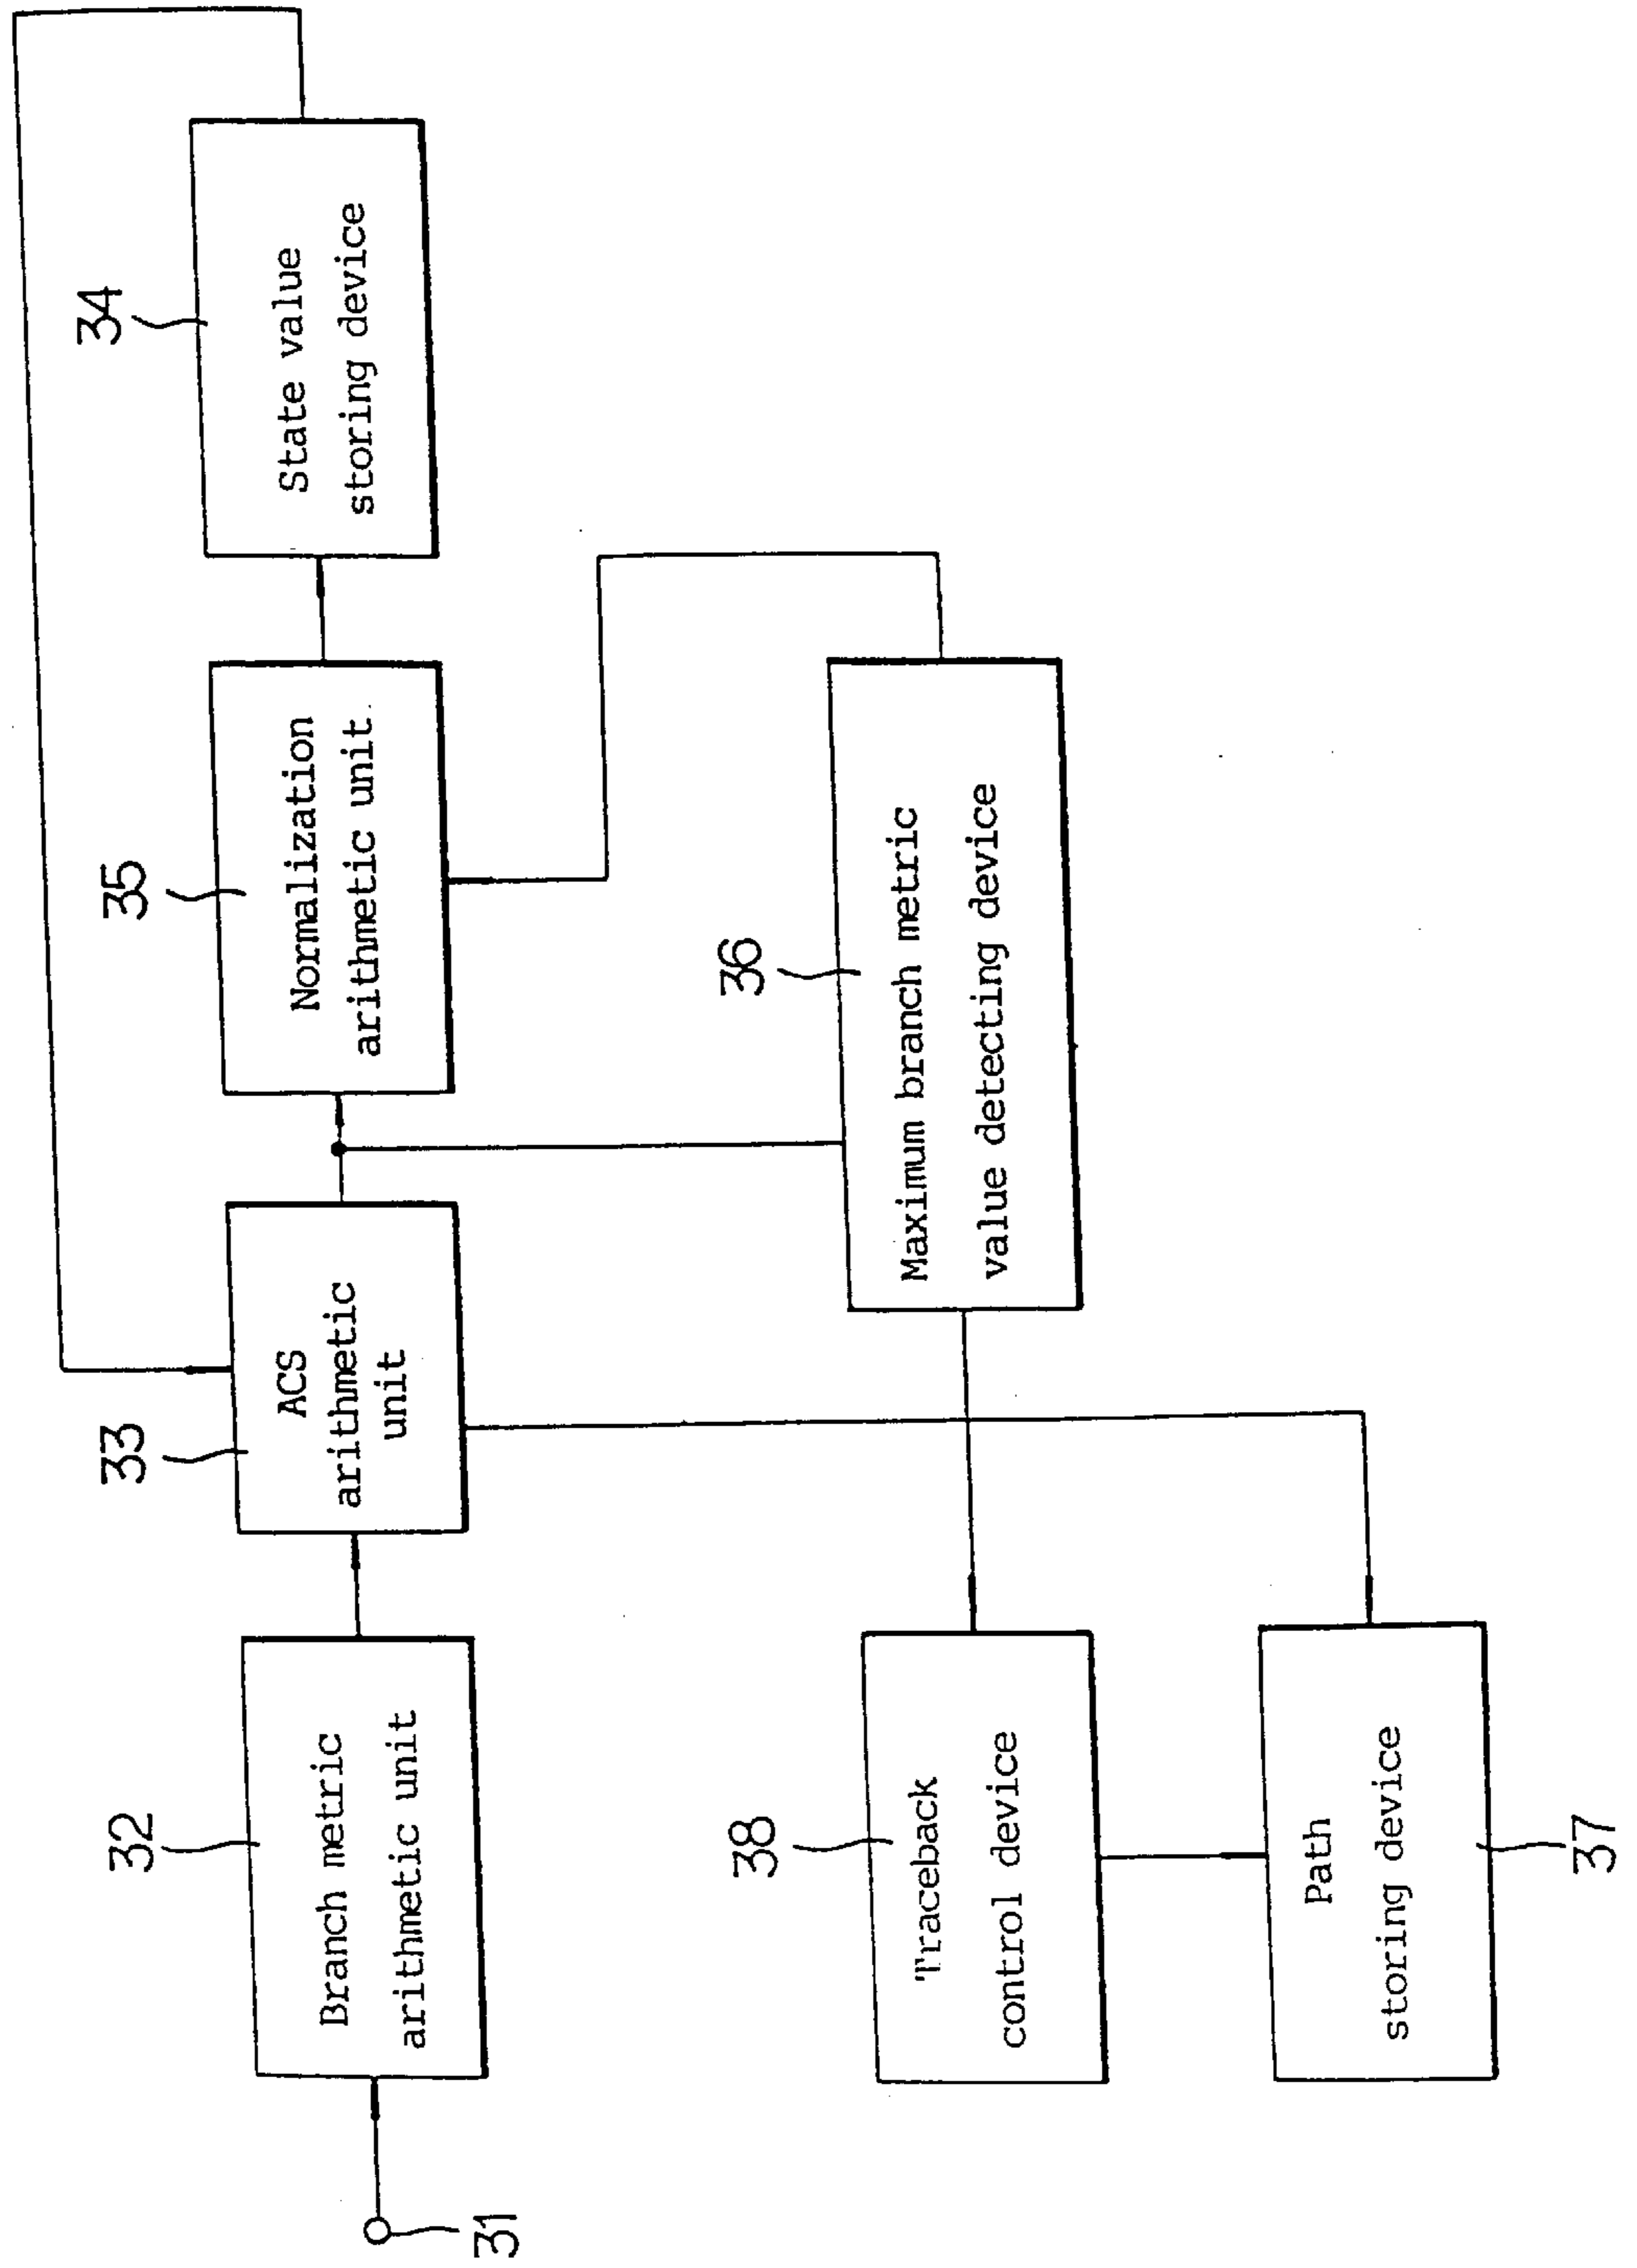 31
32
Branch metric
arithmetic unit
33
ACS
arithmetic
unit
35
Normalization
arithmetic unit
34
State value
storing device
36
Maximum branch metric
value detecting device
38
Traceback
control device
Path
storing device
37